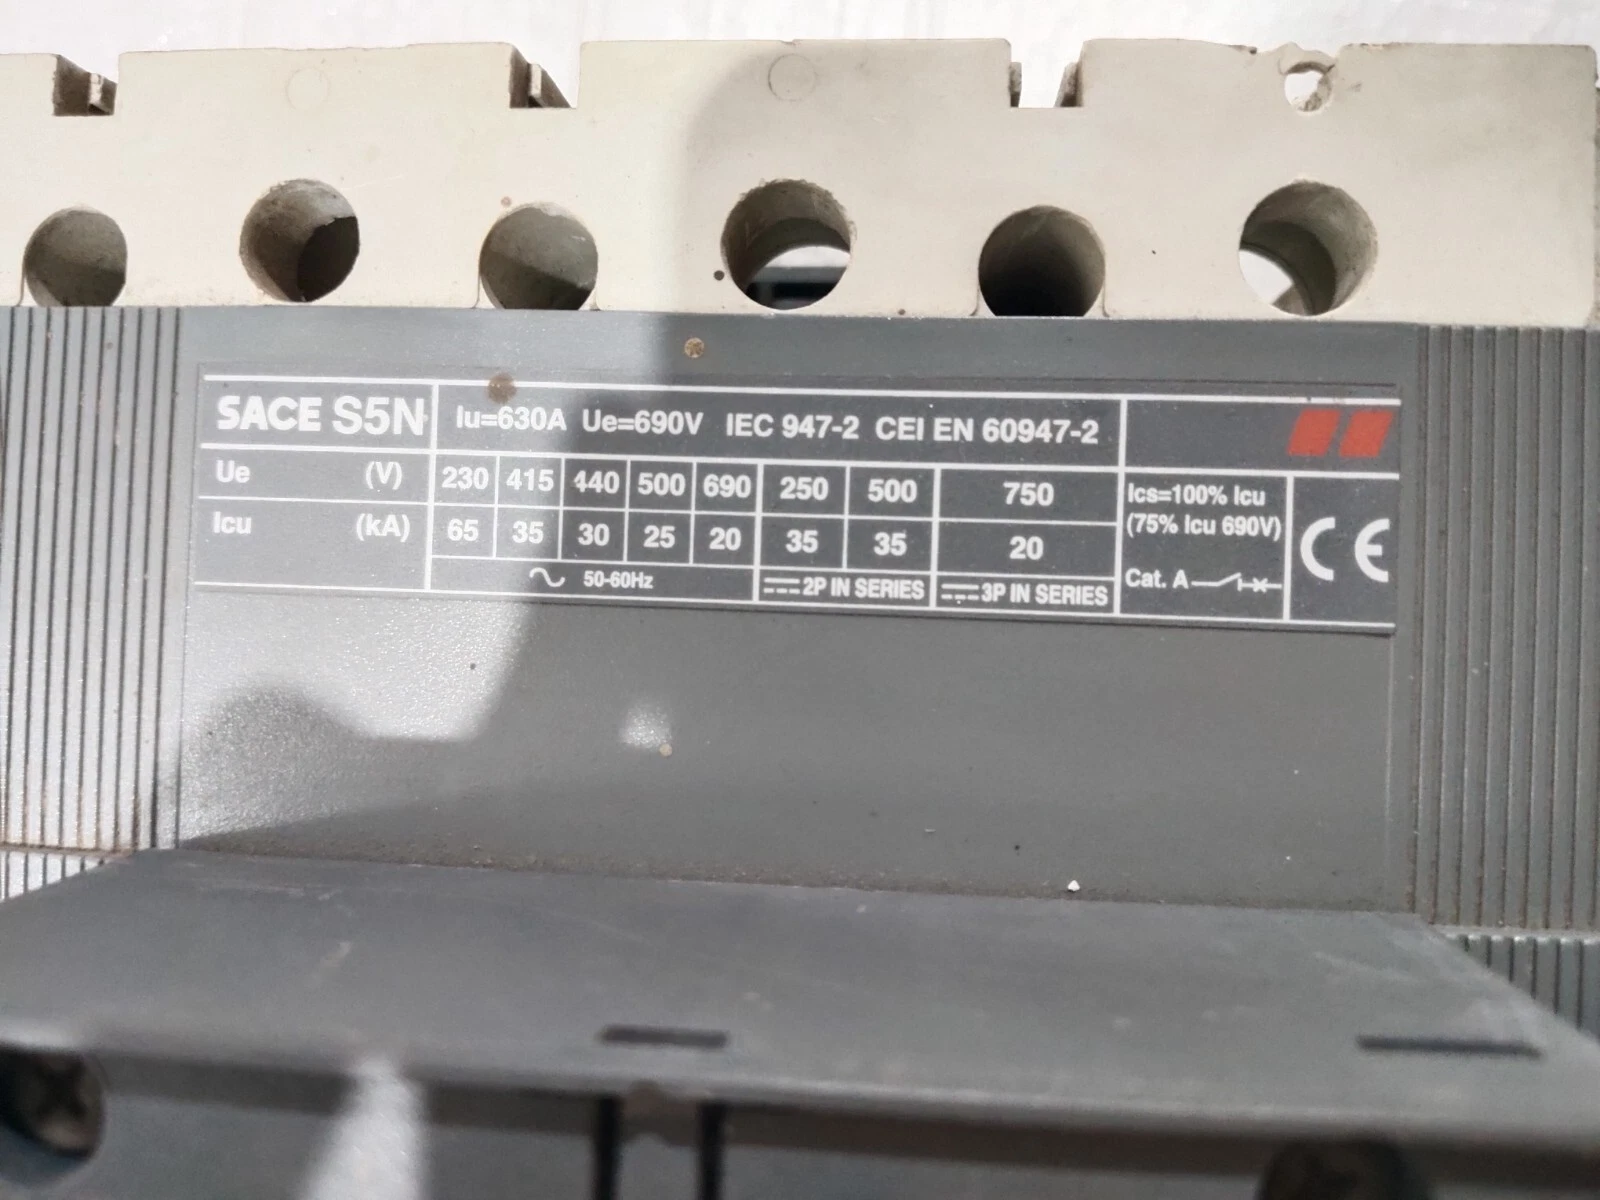 SACE S5N Iu=630A Ue=690V IEC 947-2 CEI EN 60947-2
Ue (V) 230 415 440 500 690 250 500 750 Ics=100% Icu
(75% Icu 690V)
Icu (kA) 65 35 30 25 20 35 35 20 CE
50-60Hz 2P IN SERIES 3P IN SERIES Cat. A